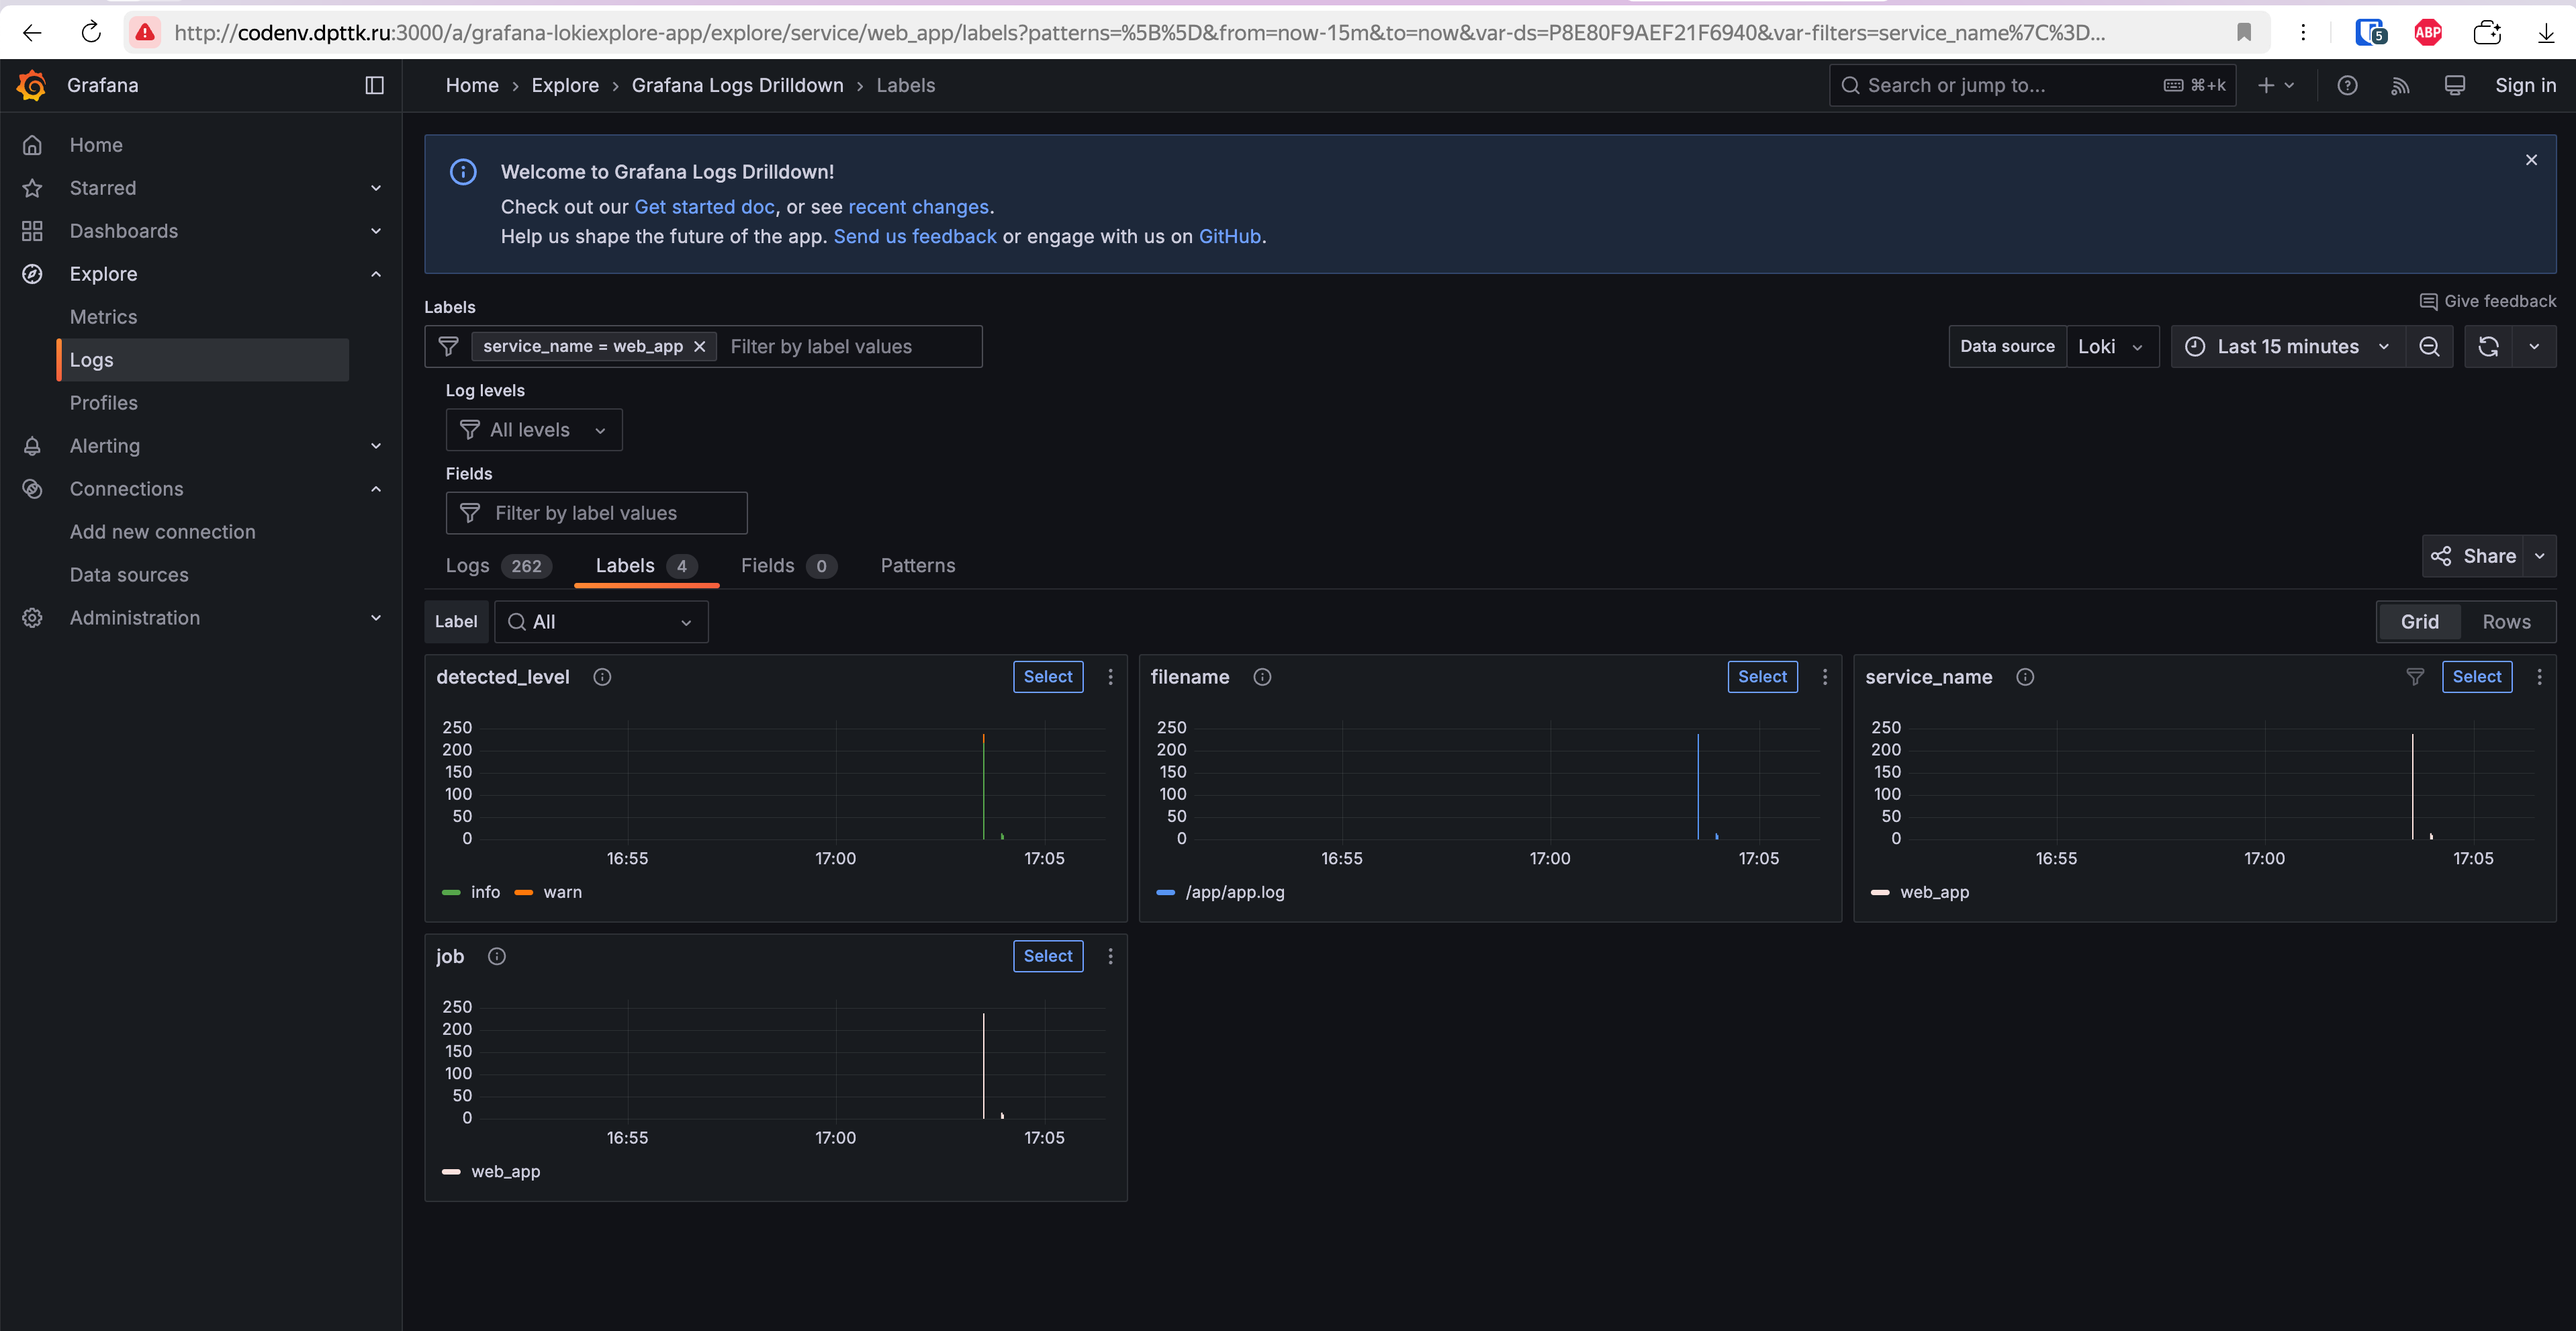 http://codenv.dpttk.ru:3000/a/grafana-lokiexplore-app/explore/service/web_app/labels?patterns=%5B%5D&from=now-15m&to=now&var-ds=P8E80F9AEF21F6940&var-filters=service_name%7C%3D...
5
ABP
Grafana
Home › Explore › Grafana Logs Drilldown › Labels
Search or jump to...
⌘+k
Sign in
Home
Starred
Dashboards
Explore
Metrics
Logs
Profiles
Alerting
Connections
Add new connection
Data sources
Administration
Welcome to Grafana Logs Drilldown!
Check out our Get started doc, or see recent changes.
Help us shape the future of the app. Send us feedback or engage with us on GitHub.
Give feedback
Labels
service_name = web_app
Filter by label values
Data source
Loki
Last 15 minutes
Log levels
All levels
Fields
Filter by label values
Logs 262
Labels 4
Fields 0
Patterns
Share
Label
All
Grid
Rows
detected_level
Select
250
200
150
100
50
0
16:55
17:00
17:05
info
warn
filename
Select
250
200
150
100
50
0
16:55
17:00
17:05
/app/app.log
service_name
Select
250
200
150
100
50
0
16:55
17:00
17:05
web_app
job
Select
250
200
150
100
50
0
16:55
17:00
17:05
web_app